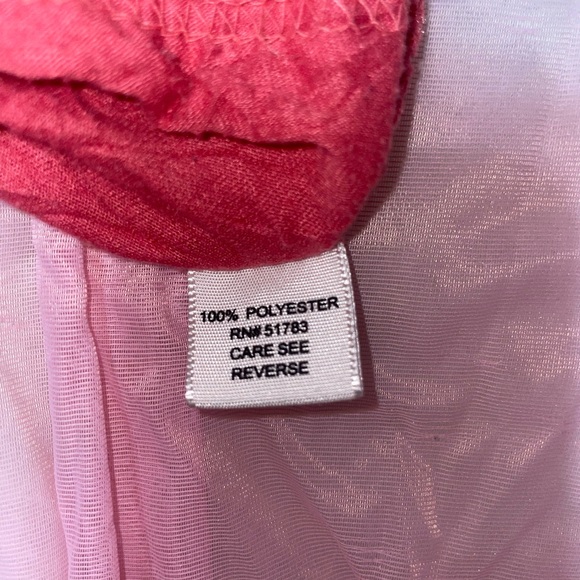 100% POLYESTER
RN# 51783
CARE SEE
REVERSE